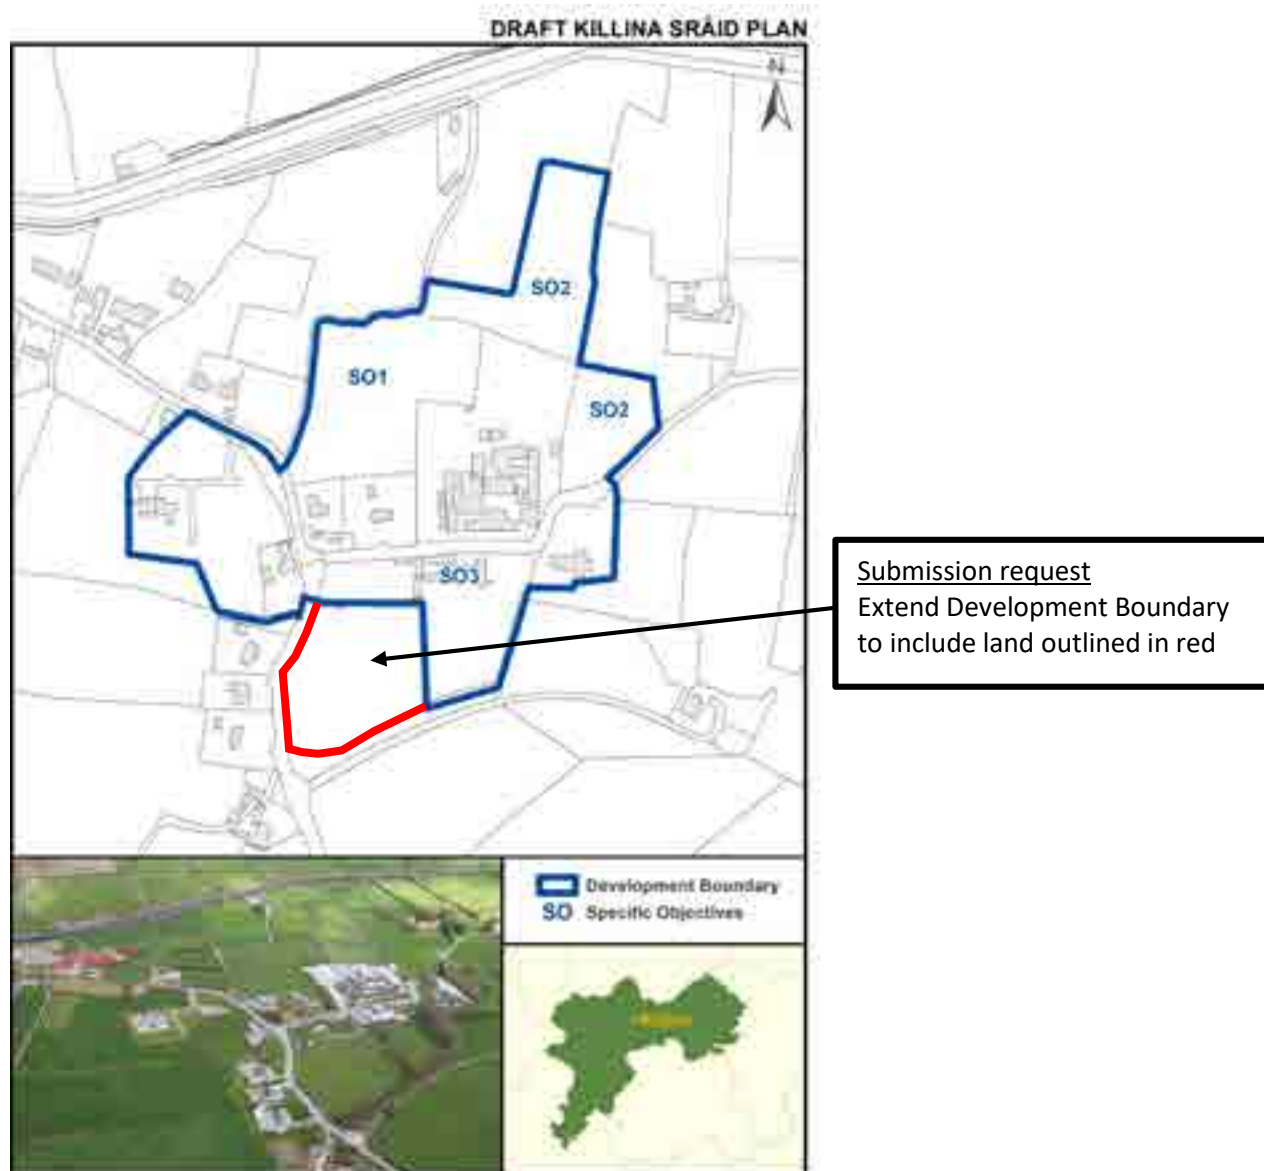 DRAFT KILLINA SRÁID PLAN
N
SO2
SO1
SO2
SO3
Submission request
Extend Development Boundary
to include land outlined in red
Development Boundary
SO Specific Objectives